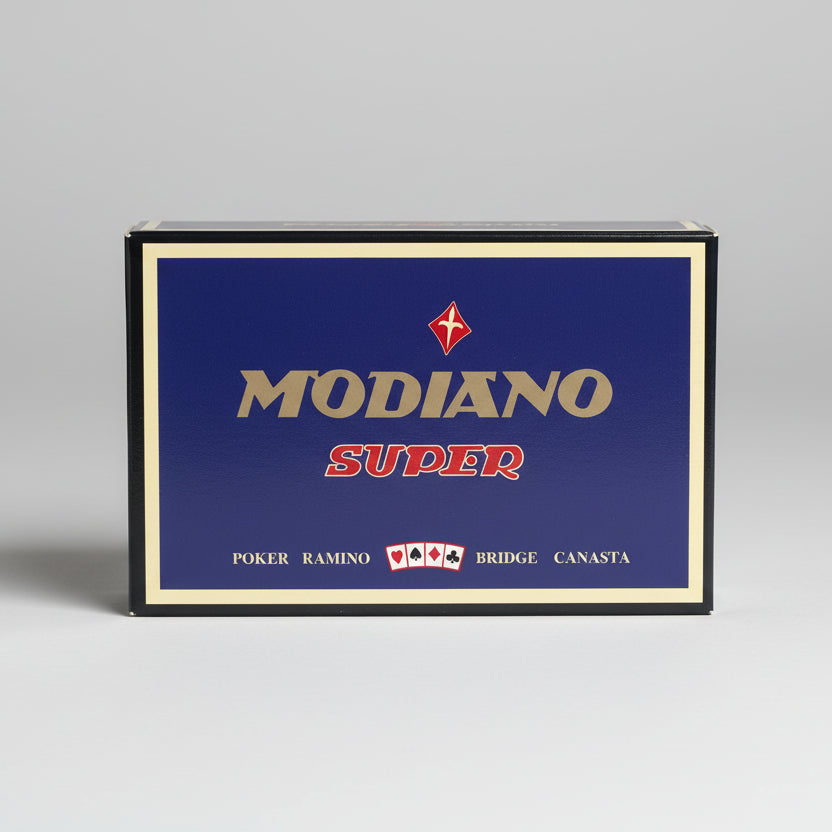 MODIANO
SUPER
POKER RAMINO BRIDGE CANASTA